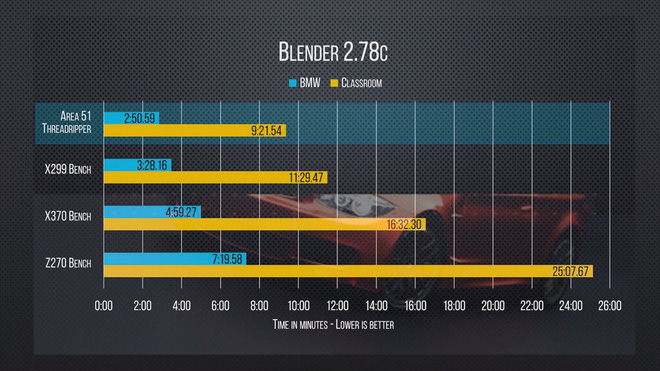 Blender 2.78c
BMW Classroom
Area 51
Threadripper
2:50.59
9:21.54
X299 Bench
3:28.16
11:29.47
X370 Bench
4:59.27
16:32.30
Z270 Bench
7:19.58
25:07.67
0:00 2:00 4:00 6:00 8:00 10:00 12:00 14:00 16:00 18:00 20:00 22:00 24:00 26:00
Time in minutes - Lower is better